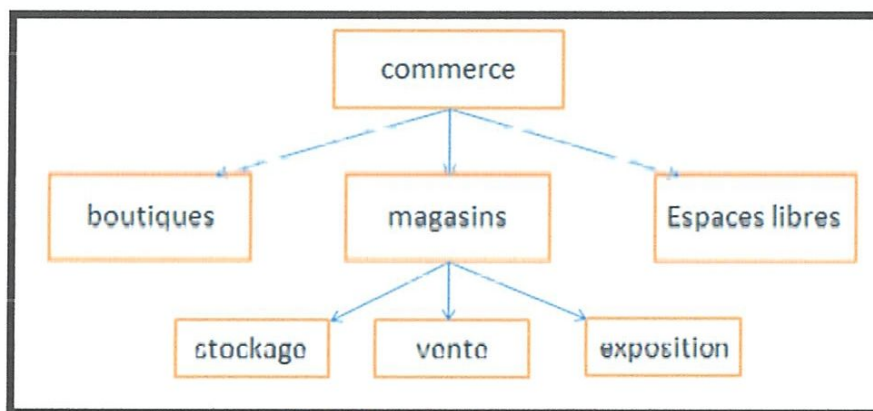 commerce
boutiques
magasins
Espaces libres
stockage
vente
exposition